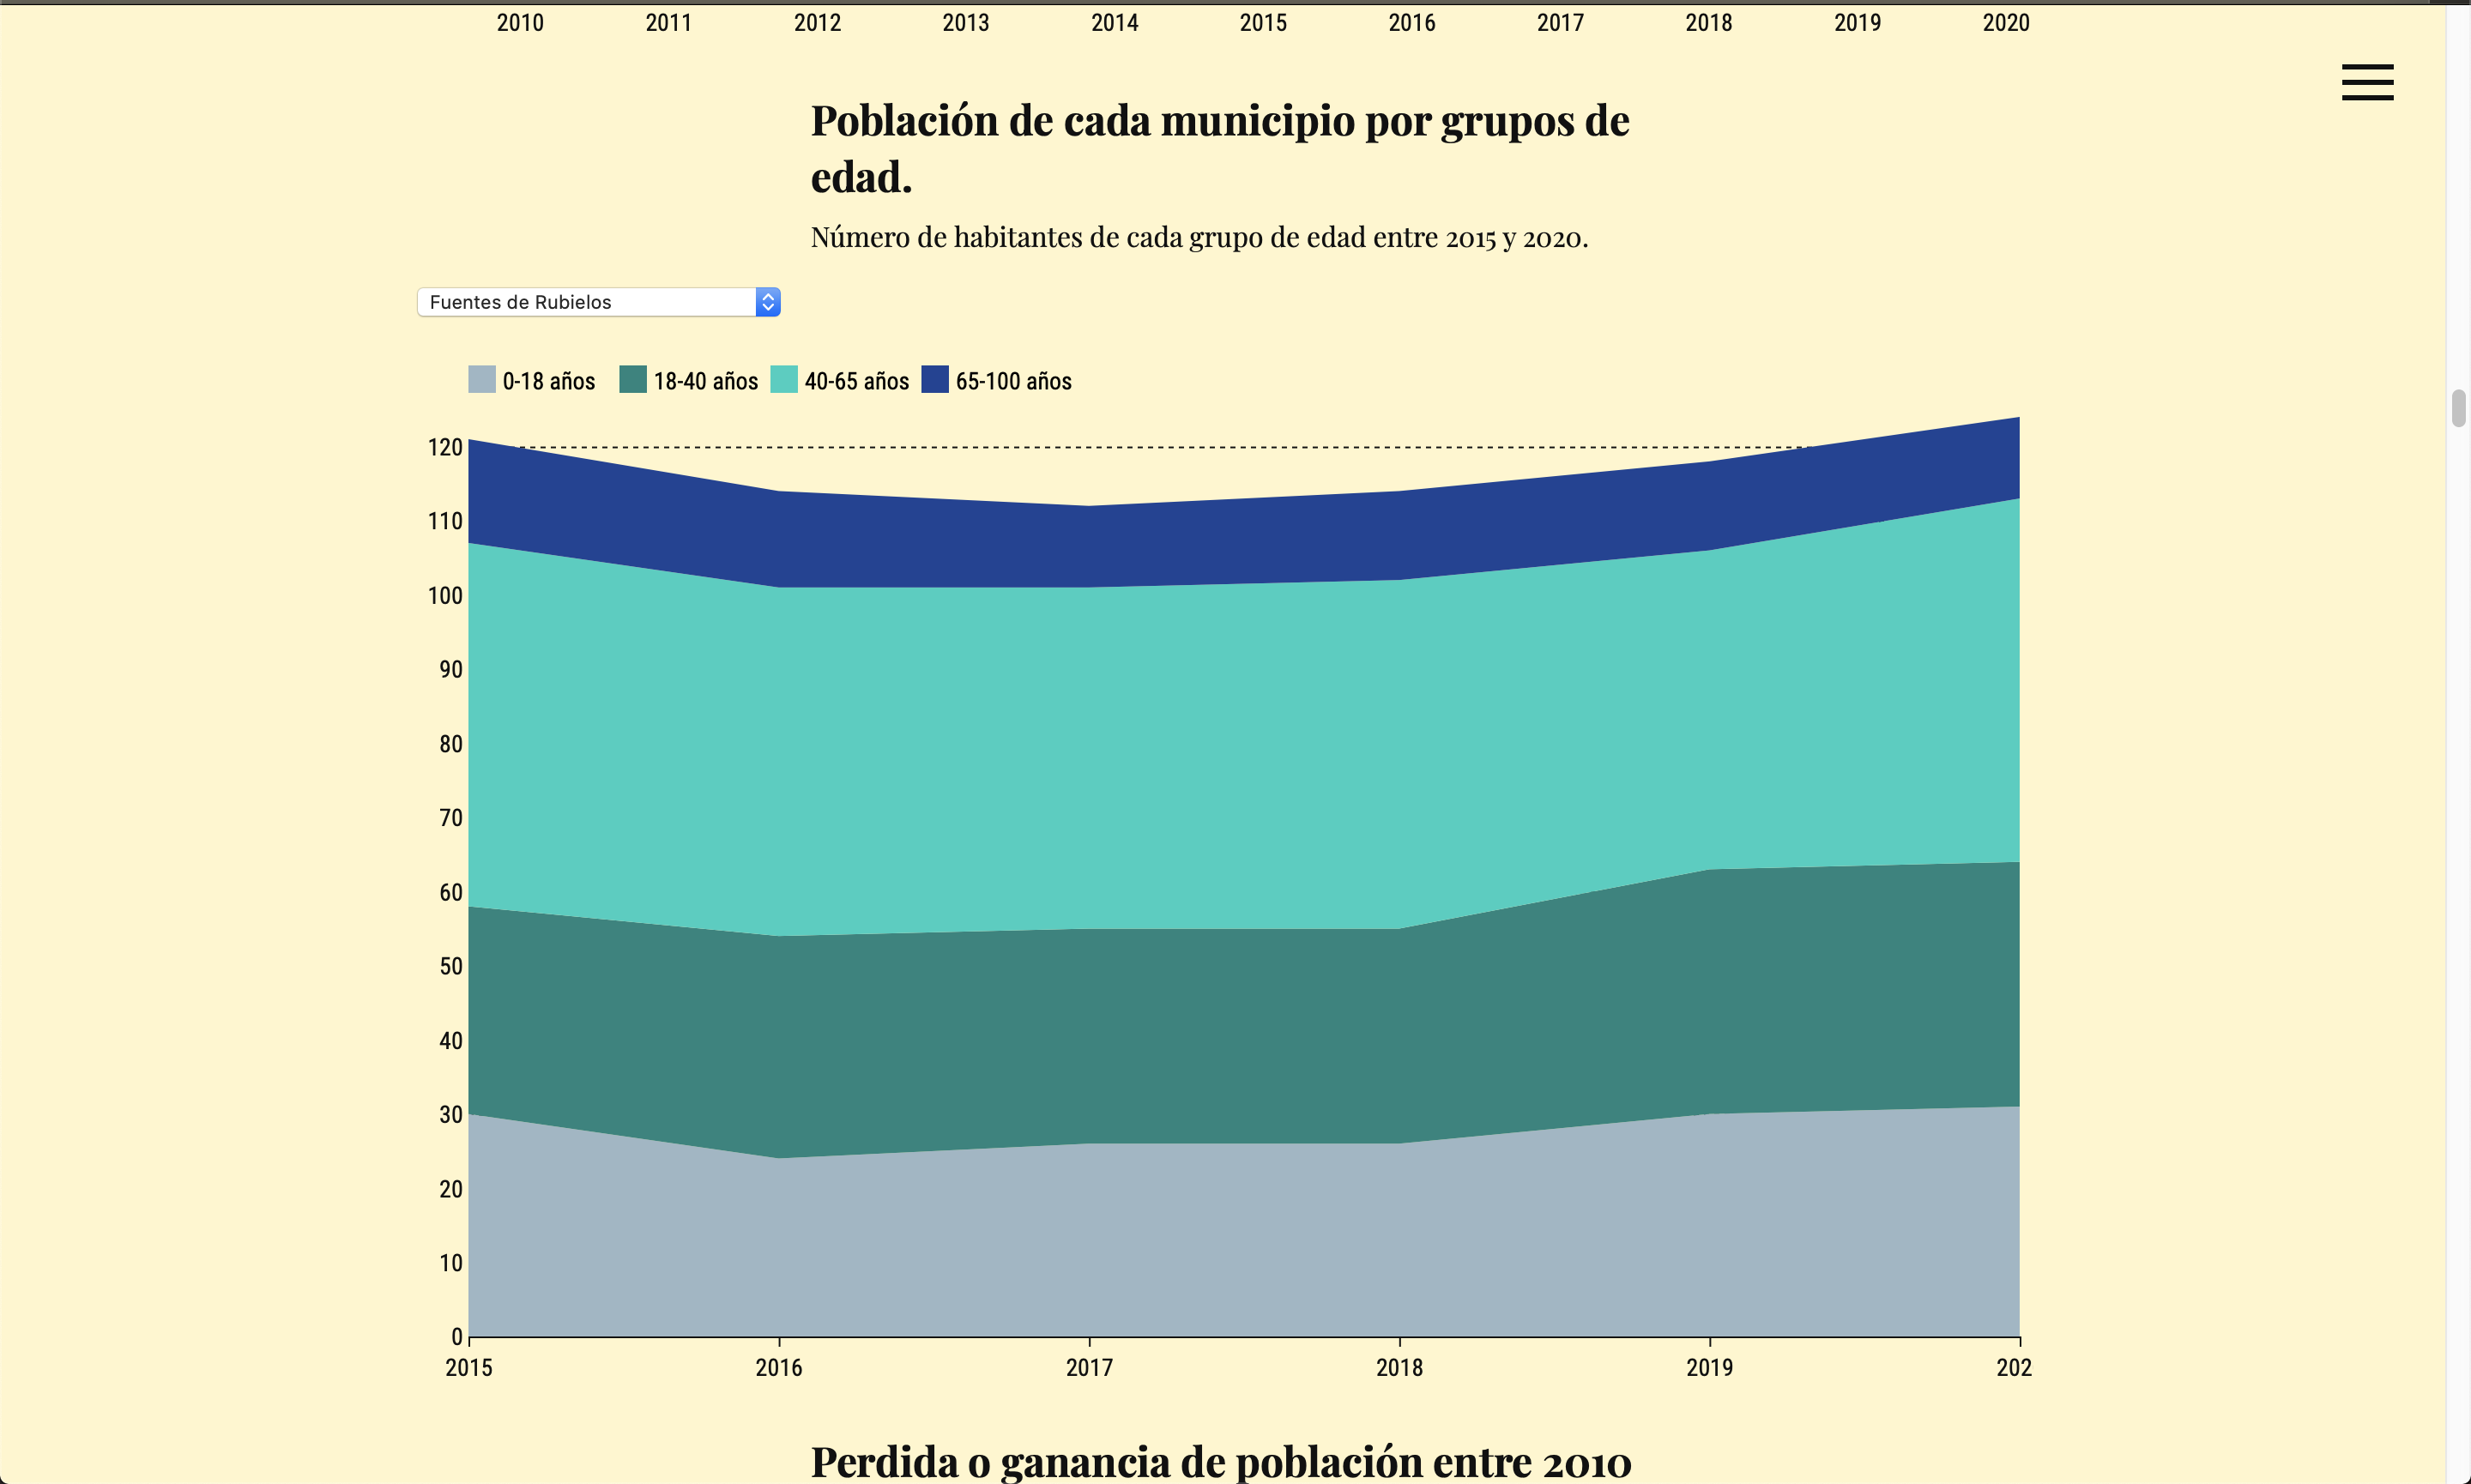 2010 2011 2012 2013 2014 2015 2016 2017 2018 2019 2020
Población de cada municipio por grupos de
edad.
Número de habitantes de cada grupo de edad entre 2015 y 2020.
Fuentes de Rubielos
0-18 años 18-40 años 40-65 años 65-100 años
120
110
100
90
80
70
60
50
40
30
20
10
0
2015 2016 2017 2018 2019 202
Perdida o ganancia de población entre 2010